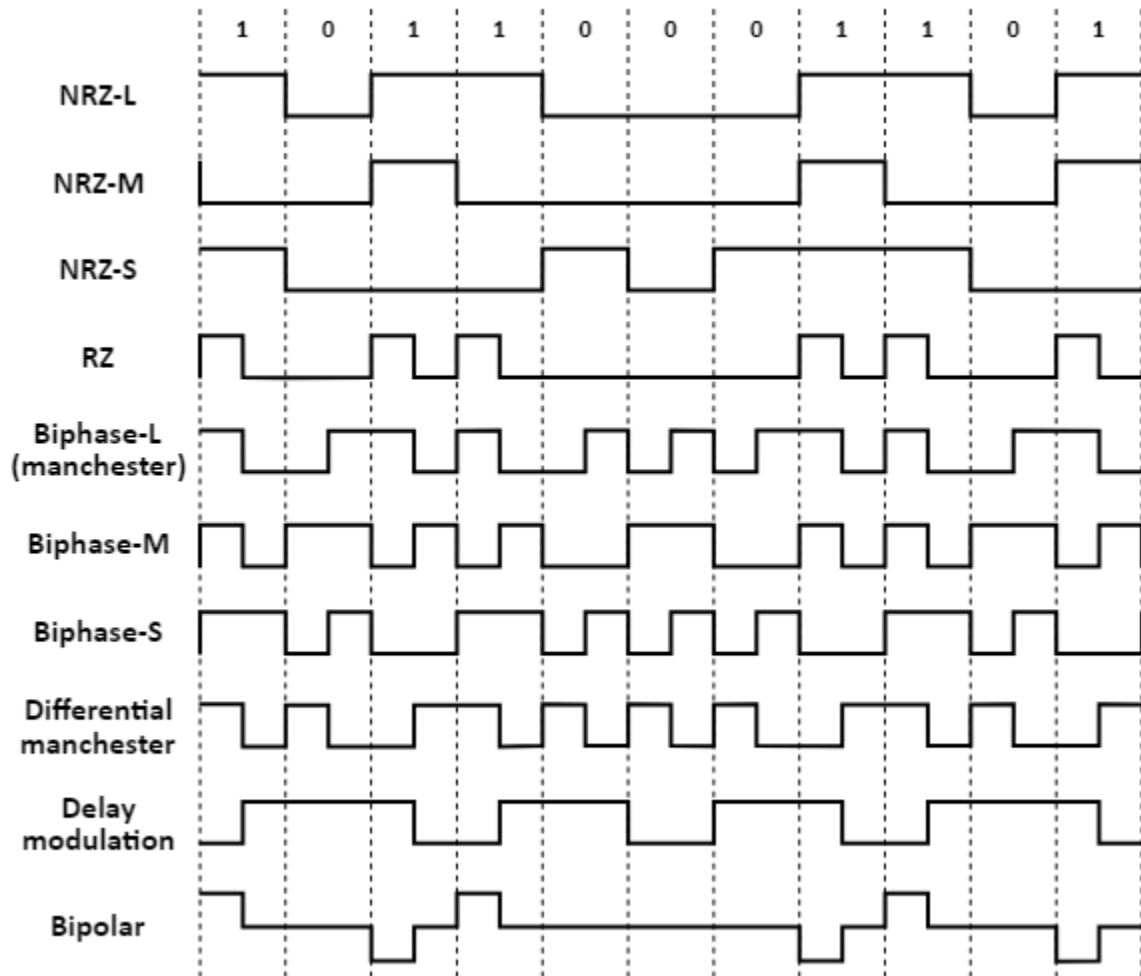 1 0 1 1 0 0 0 1 1 0 1
NRZ-L
NRZ-M
NRZ-S
RZ
Biphase-L
(manchester)
Biphase-M
Biphase-S
Differential
manchester
Delay
modulation
Bipolar